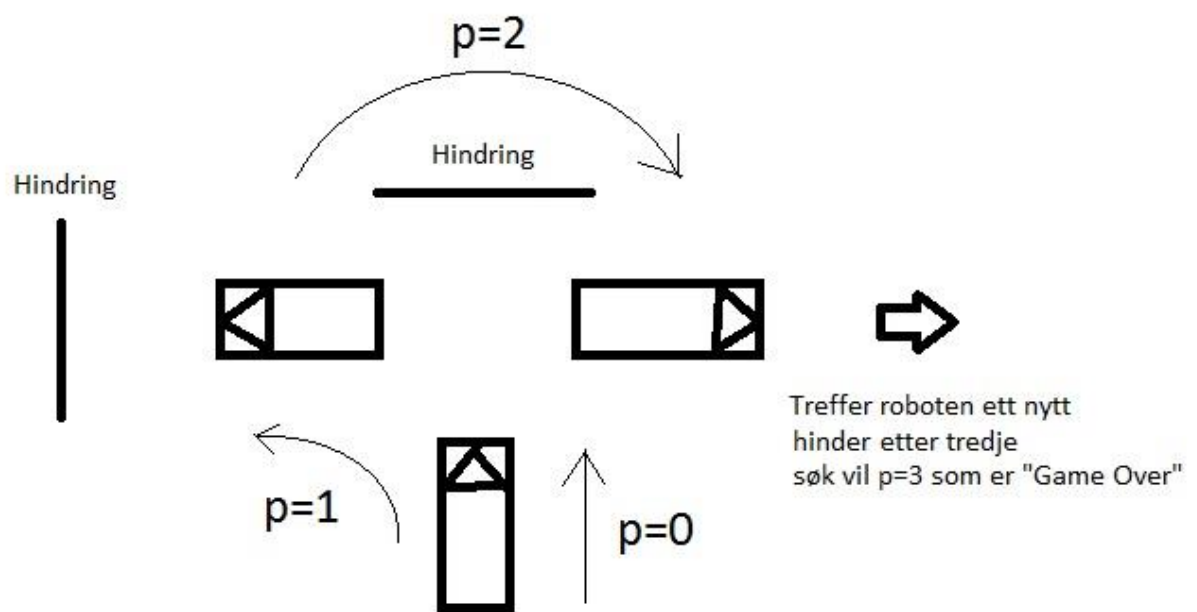 p=2
Hindring
Hindring
Treffer roboten ett nytt
hinder etter tredje
søk vil p=3 som er "Game Over"
p=1
p=0